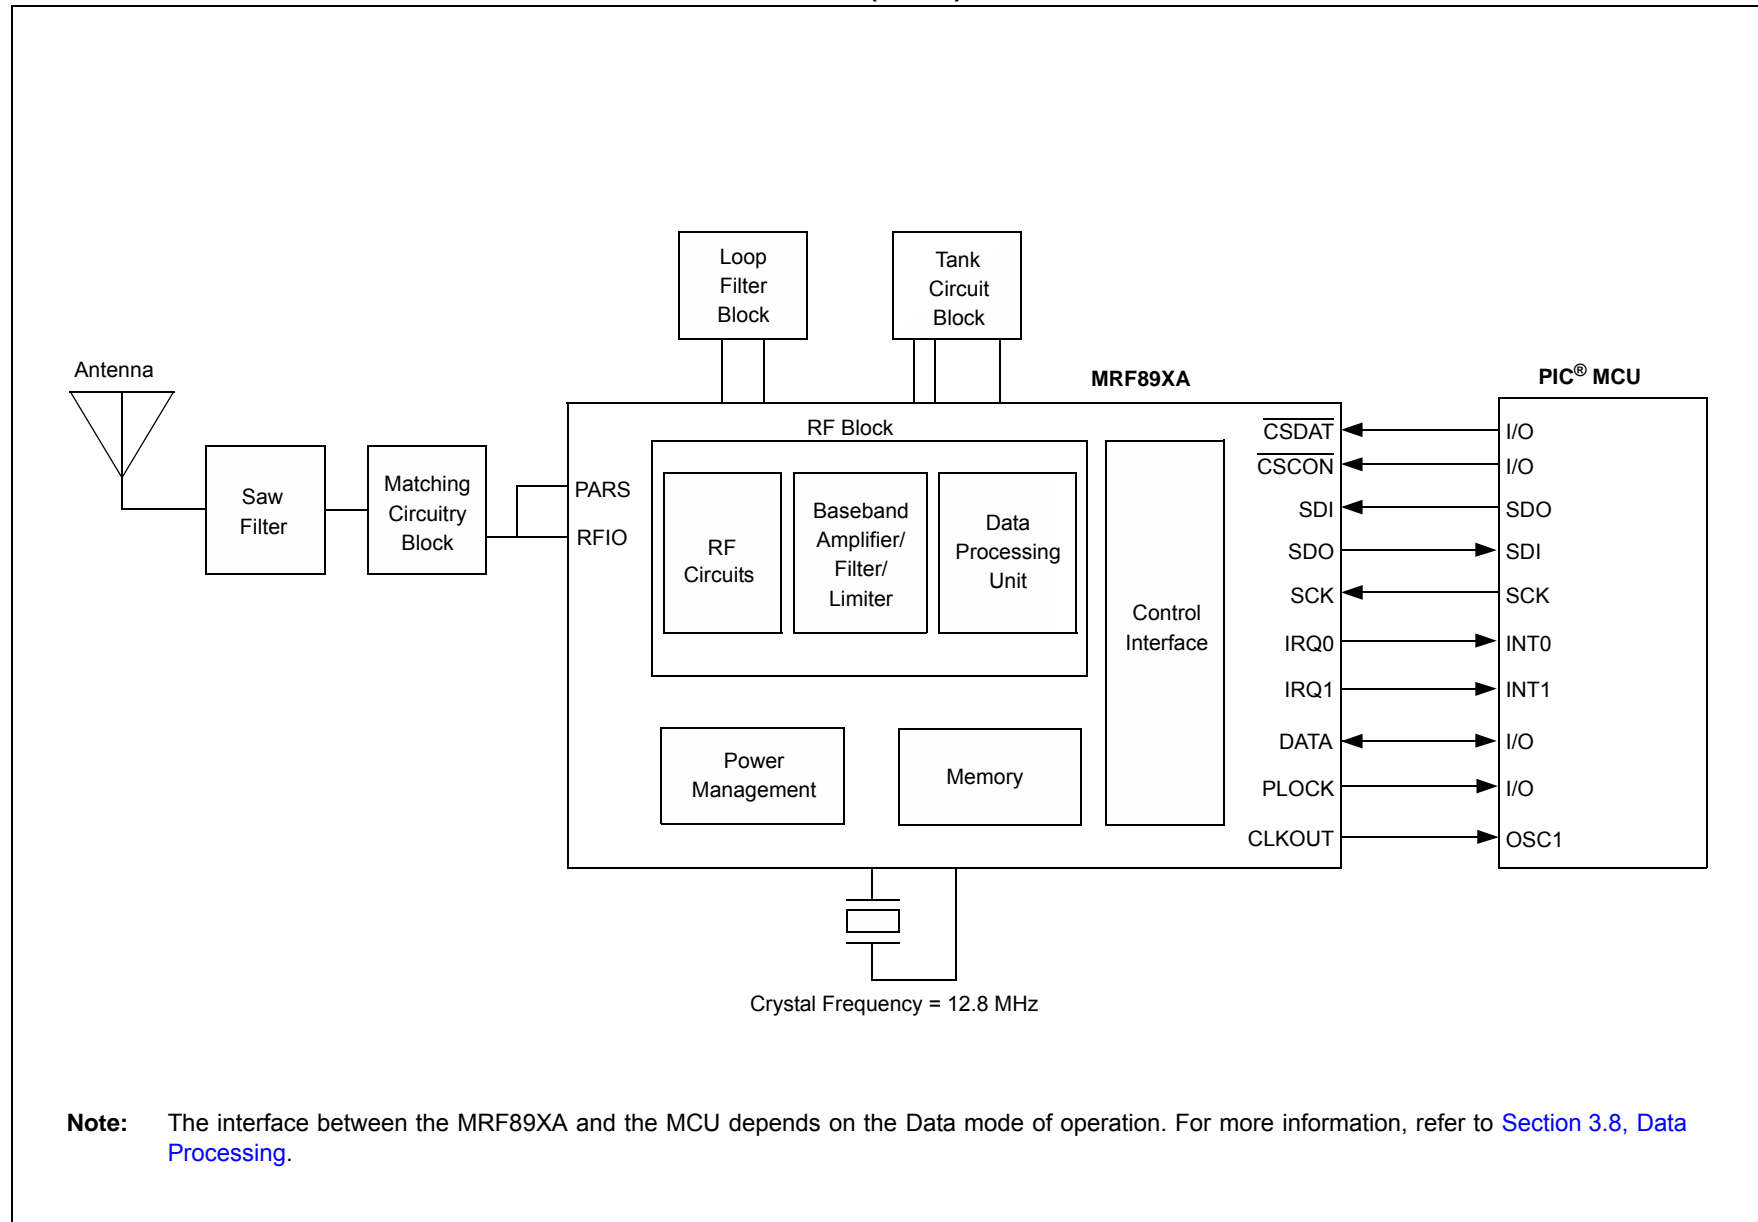 Loop
Filter
Block
Tank
Circuit
Block
Antenna
MRF89XA
PIC® MCU
RF Block
Saw
Filter
Matching
Circuitry
Block
PARS
RFIO
RF
Circuits
Baseband
Amplifier/
Filter/
Limiter
Data
Processing
Unit
Control
Interface
Power
Management
Memory
CSDAT
I/O
CSCON
I/O
SDI
SDO
SDO
SDI
SCK
SCK
IRQ0
INT0
IRQ1
INT1
DATA
I/O
PLOCK
I/O
CLKOUT
OSC1
Crystal Frequency = 12.8 MHz
Note: The interface between the MRF89XA and the MCU depends on the Data mode of operation. For more information, refer to Section 3.8, Data
Processing.